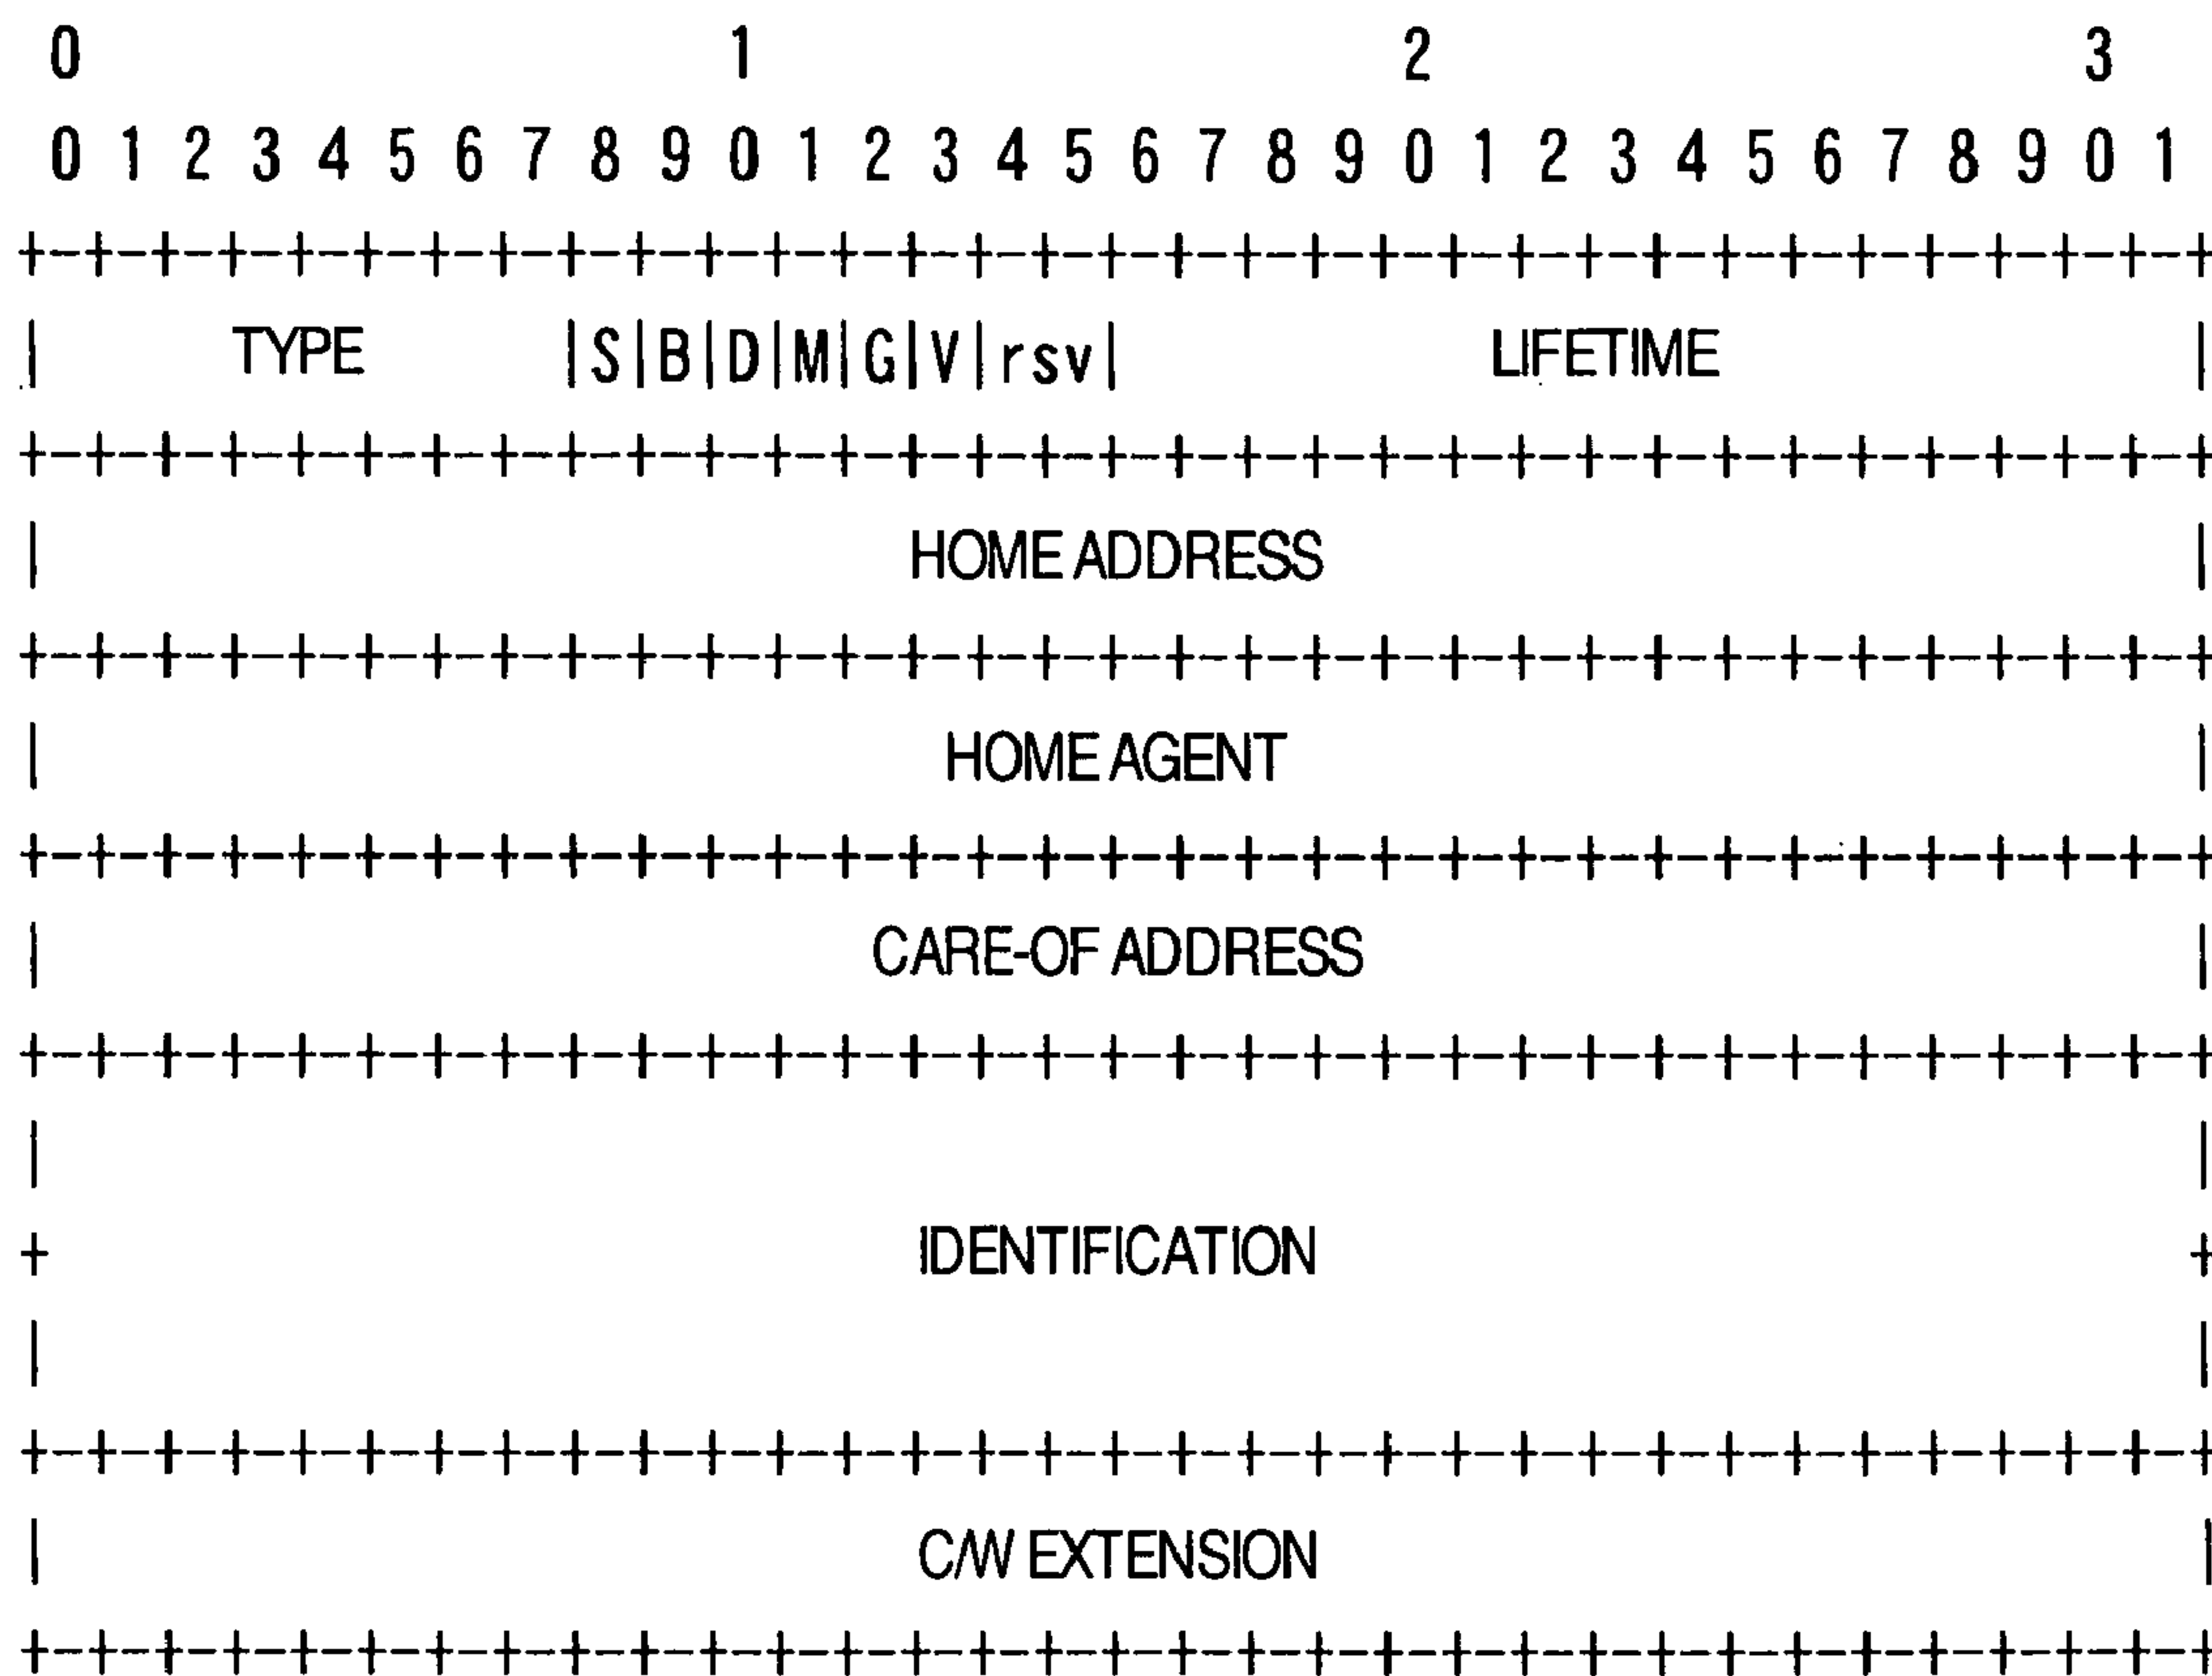 0 1 2 3
0 1 2 3 4 5 6 7 8 9 0 1 2 3 4 5 6 7 8 9 0 1 2 3 4 5 6 7 8 9 0 1
+-+-+-+-+-+-+-+-+-+-+-+-+-+-+-+-+-+-+-+-+-+-+-+-+-+-+-+-+-+-+-+-+
| TYPE |S|B|D|M|G|V|rsv| LIFETIME |
+-+-+-+-+-+-+-+-+-+-+-+-+-+-+-+-+-+-+-+-+-+-+-+-+-+-+-+-+-+-+-+-+
| HOME ADDRESS |
+-+-+-+-+-+-+-+-+-+-+-+-+-+-+-+-+-+-+-+-+-+-+-+-+-+-+-+-+-+-+-+-+
| HOME AGENT |
+-+-+-+-+-+-+-+-+-+-+-+-+-+-+-+-+-+-+-+-+-+-+-+-+-+-+-+-+-+-+-+-+
| CARE-OF ADDRESS |
+-+-+-+-+-+-+-+-+-+-+-+-+-+-+-+-+-+-+-+-+-+-+-+-+-+-+-+-+-+-+-+-+
| |
+ IDENTIFICATION +
| |
+-+-+-+-+-+-+-+-+-+-+-+-+-+-+-+-+-+-+-+-+-+-+-+-+-+-+-+-+-+-+-+-+
| C/W EXTENSION |
+-+-+-+-+-+-+-+-+-+-+-+-+-+-+-+-+-+-+-+-+-+-+-+-+-+-+-+-+-+-+-+-+